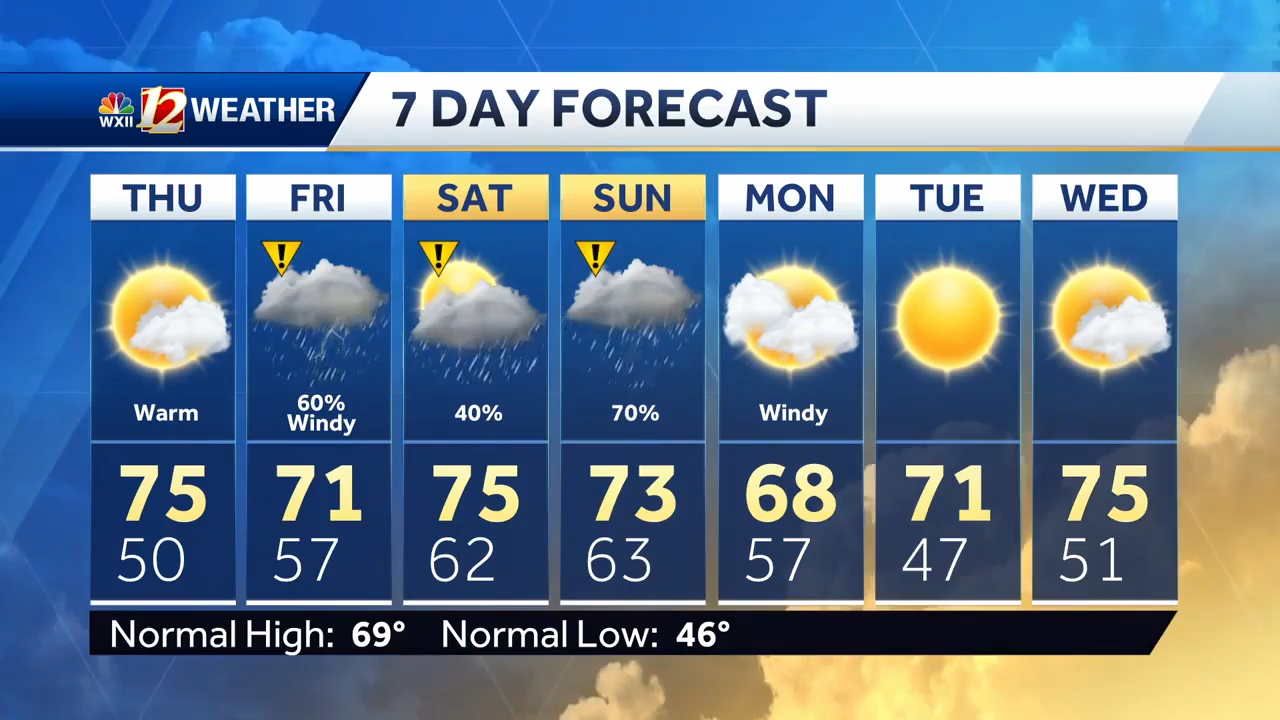 WXII 12 WEATHER
7 DAY FORECAST
THU FRI SAT SUN MON TUE WED
! ! !
Warm 60% Windy 40% 70% Windy
75 71 75 73 68 71 75
50 57 62 63 57 47 51
Normal High: 69° Normal Low: 46°